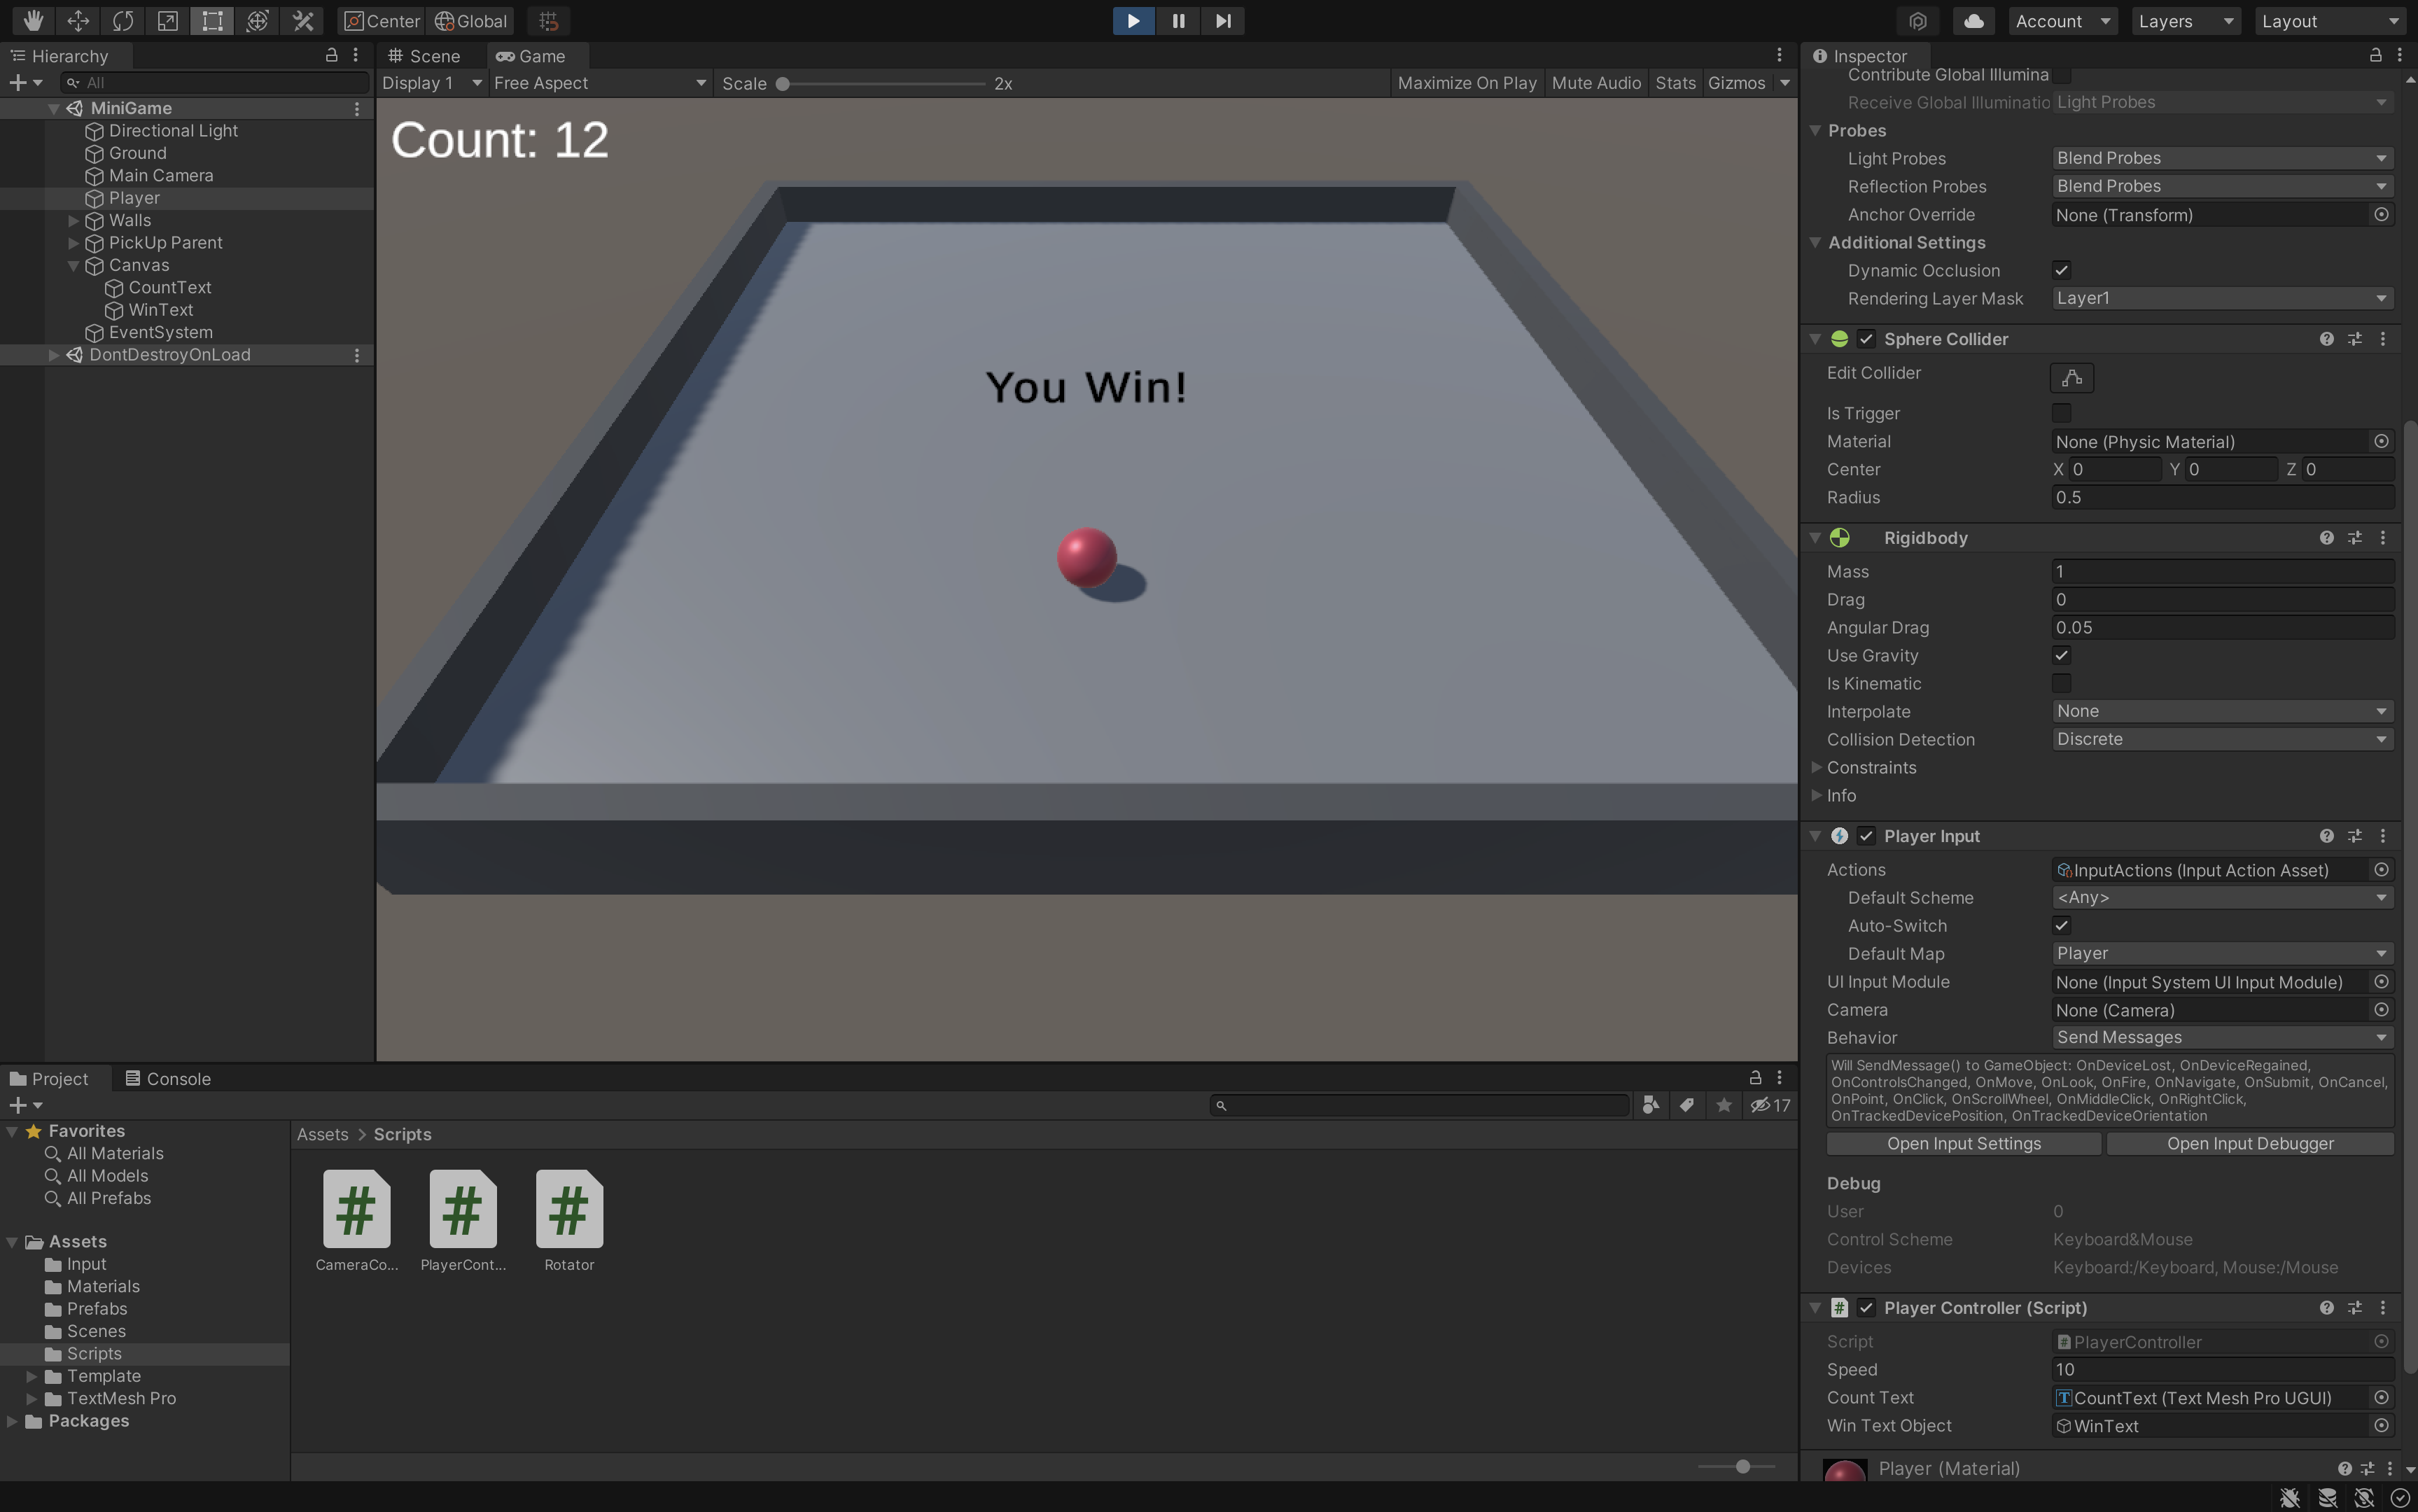 Center
Global
Account
Layers
Layout
Hierarchy
All
MiniGame
Directional Light
Ground
Main Camera
Player
Walls
PickUp Parent
Canvas
CountText
WinText
EventSystem
DontDestroyOnLoad
Scene
Game
Display 1
Free Aspect
Scale
2x
Maximize On Play
Mute Audio
Stats
Gizmos
Count: 12
You Win!
Inspector
Contribute Global Illumina
Receive Global Illuminatio Light Probes
Probes
Light Probes Blend Probes
Reflection Probes Blend Probes
Anchor Override None (Transform)
Additional Settings
Dynamic Occlusion
Rendering Layer Mask Layer1
Sphere Collider
Edit Collider
Is Trigger
Material None (Physic Material)
Center X 0 Y 0 Z 0
Radius 0.5
Rigidbody
Mass 1
Drag 0
Angular Drag 0.05
Use Gravity
Is Kinematic
Interpolate None
Collision Detection Discrete
Constraints
Info
Player Input
Actions InputActions (Input Action Asset)
Default Scheme <Any>
Auto-Switch
Default Map Player
UI Input Module None (Input System UI Input Module)
Camera None (Camera)
Behavior Send Messages
Will SendMessage() to GameObject: OnDeviceLost, OnDeviceRegained,
OnControlsChanged, OnMove, OnLook, OnFire, OnNavigate, OnSubmit, OnCancel,
OnPoint, OnClick, OnScrollWheel, OnMiddleClick, OnRightClick,
OnTrackedDevicePosition, OnTrackedDeviceOrientation
Open Input Settings Open Input Debugger
Debug
User 0
Control Scheme Keyboard&Mouse
Devices Keyboard:/Keyboard, Mouse:/Mouse
Player Controller (Script)
Script PlayerController
Speed 10
Count Text CountText (Text Mesh Pro UGUI)
Win Text Object WinText
Player (Material)
Project
Console
17
Favorites
All Materials
All Models
All Prefabs
Assets
Input
Materials
Prefabs
Scenes
Scripts
Template
TextMesh Pro
Packages
Assets > Scripts
CameraCo...
PlayerCont...
Rotator